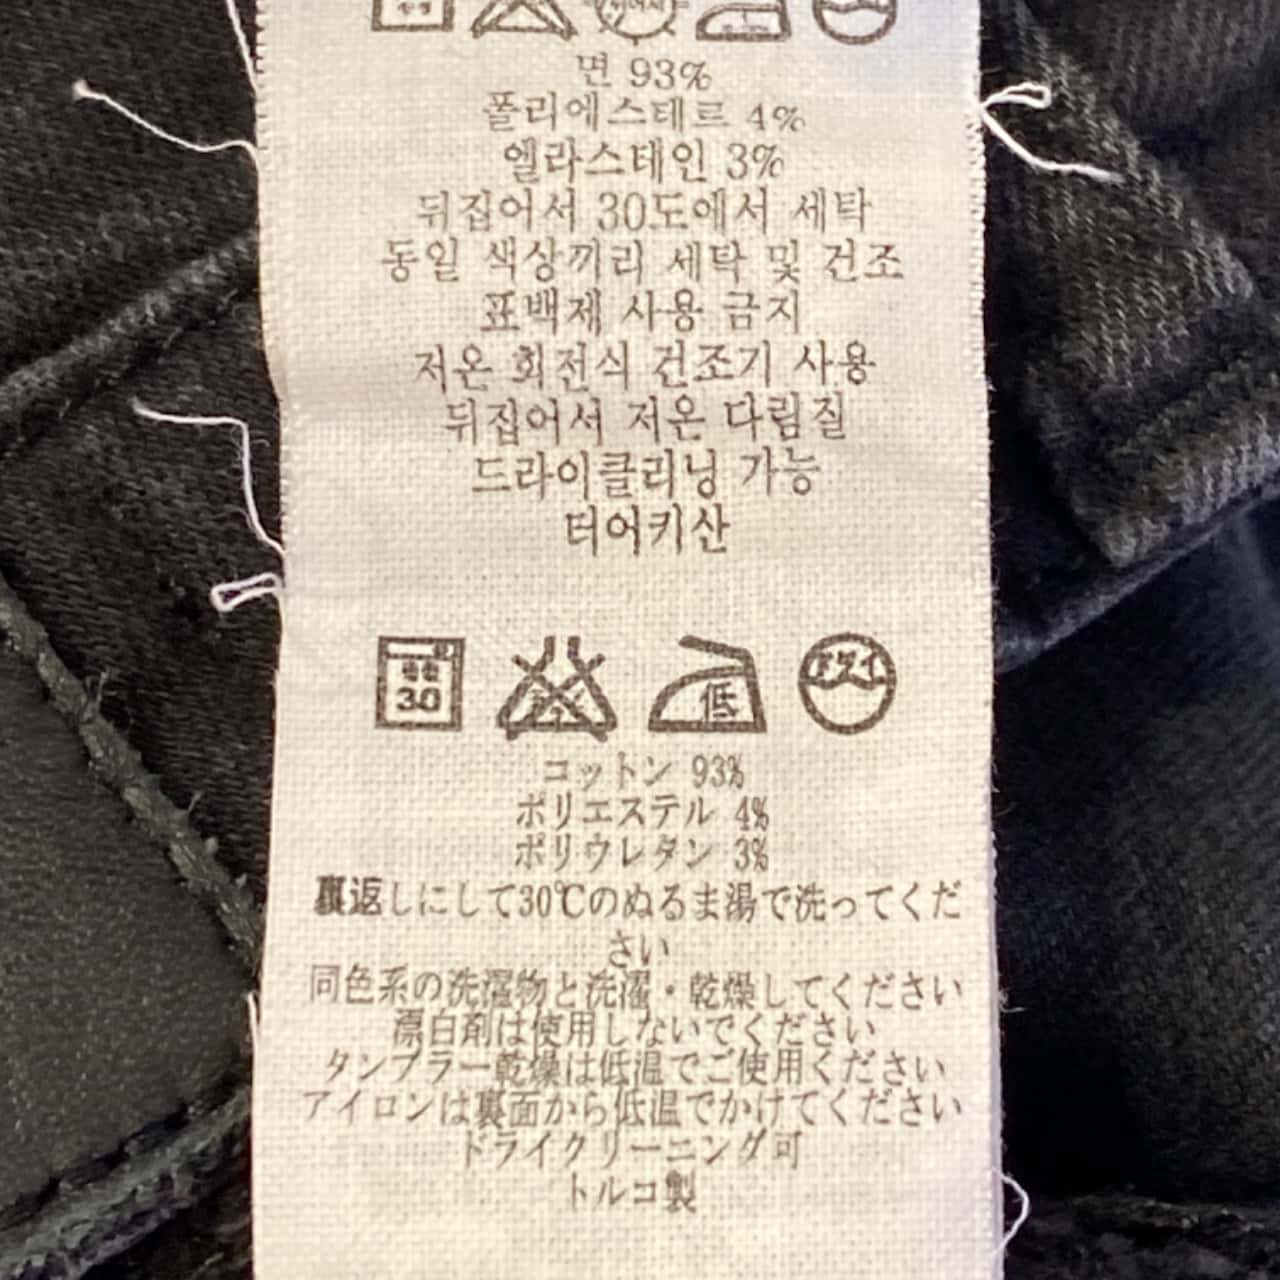 면 93%
폴리에스테르 4%
엘라스테인 3%
뒤집어서 30도에서 세탁
동일 색상끼리 세탁 및 건조
표백제 사용 금지
저온 회전식 건조기 사용
뒤집어서 저온 다림질
드라이클리닝 가능
터어키산
30 低 ドライ
コットン 93%
ポリエステル 4%
ポリウレタン 3%
裏返しにして30℃のぬるま湯で洗ってくだ
さい
同色系の洗濯物と洗濯・乾燥してください
漂白剤は使用しないでください
タンブラー乾燥は低温でご使用ください
アイロンは裏面から低温でかけてください
ドライクリーニング可
トルコ製